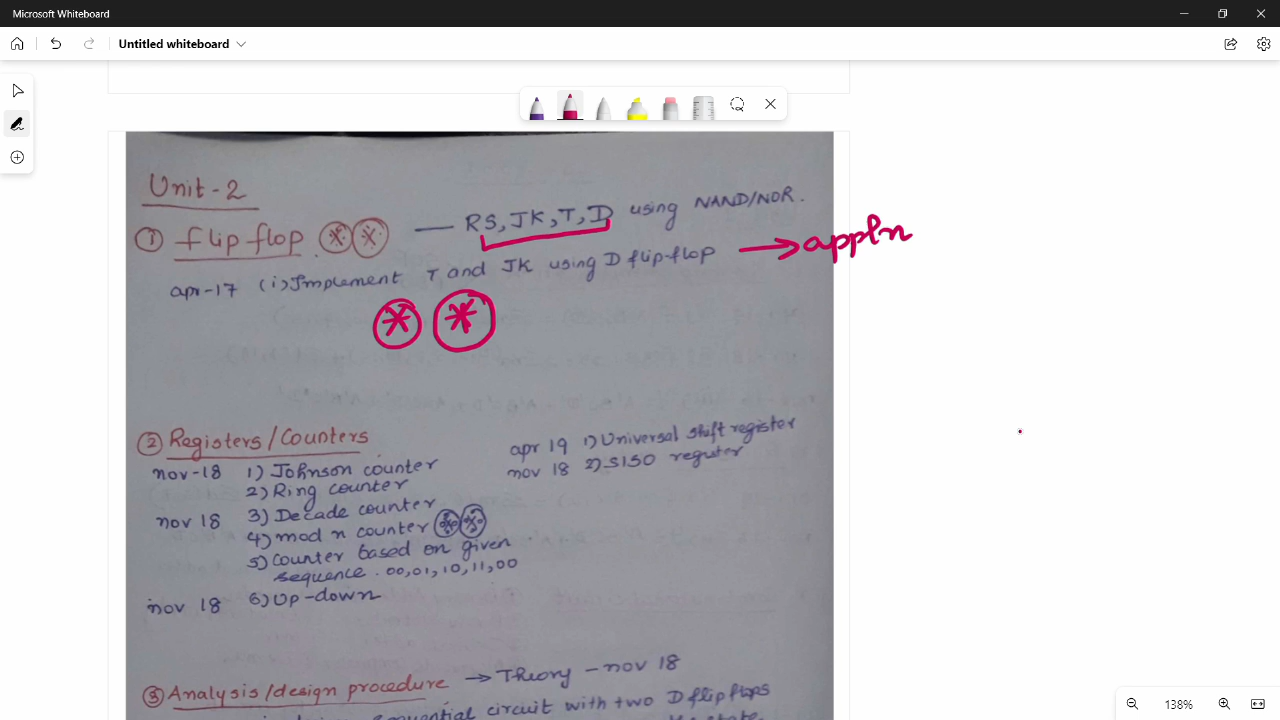 Microsoft Whiteboard
Untitled whiteboard
Unit-2
① flip flop — RS, JK, T, D using NAND/NOR.
apr-17 (i) Implement T and JK using D flipflop → appln
② Registers/Counters
nov-18 1) Johnson counter
2) Ring counter
nov 18 3) Decade counter
4) mod n counter
5) Counter based on given
sequence. 00,01,10,11,00
nov 18 6) Up-down
apr 19 1) Universal shift register
nov 18 2) SISO register
③ Analysis/design procedure → Theory - nov 18
sequential circuit with two D flipflops
the state
138%